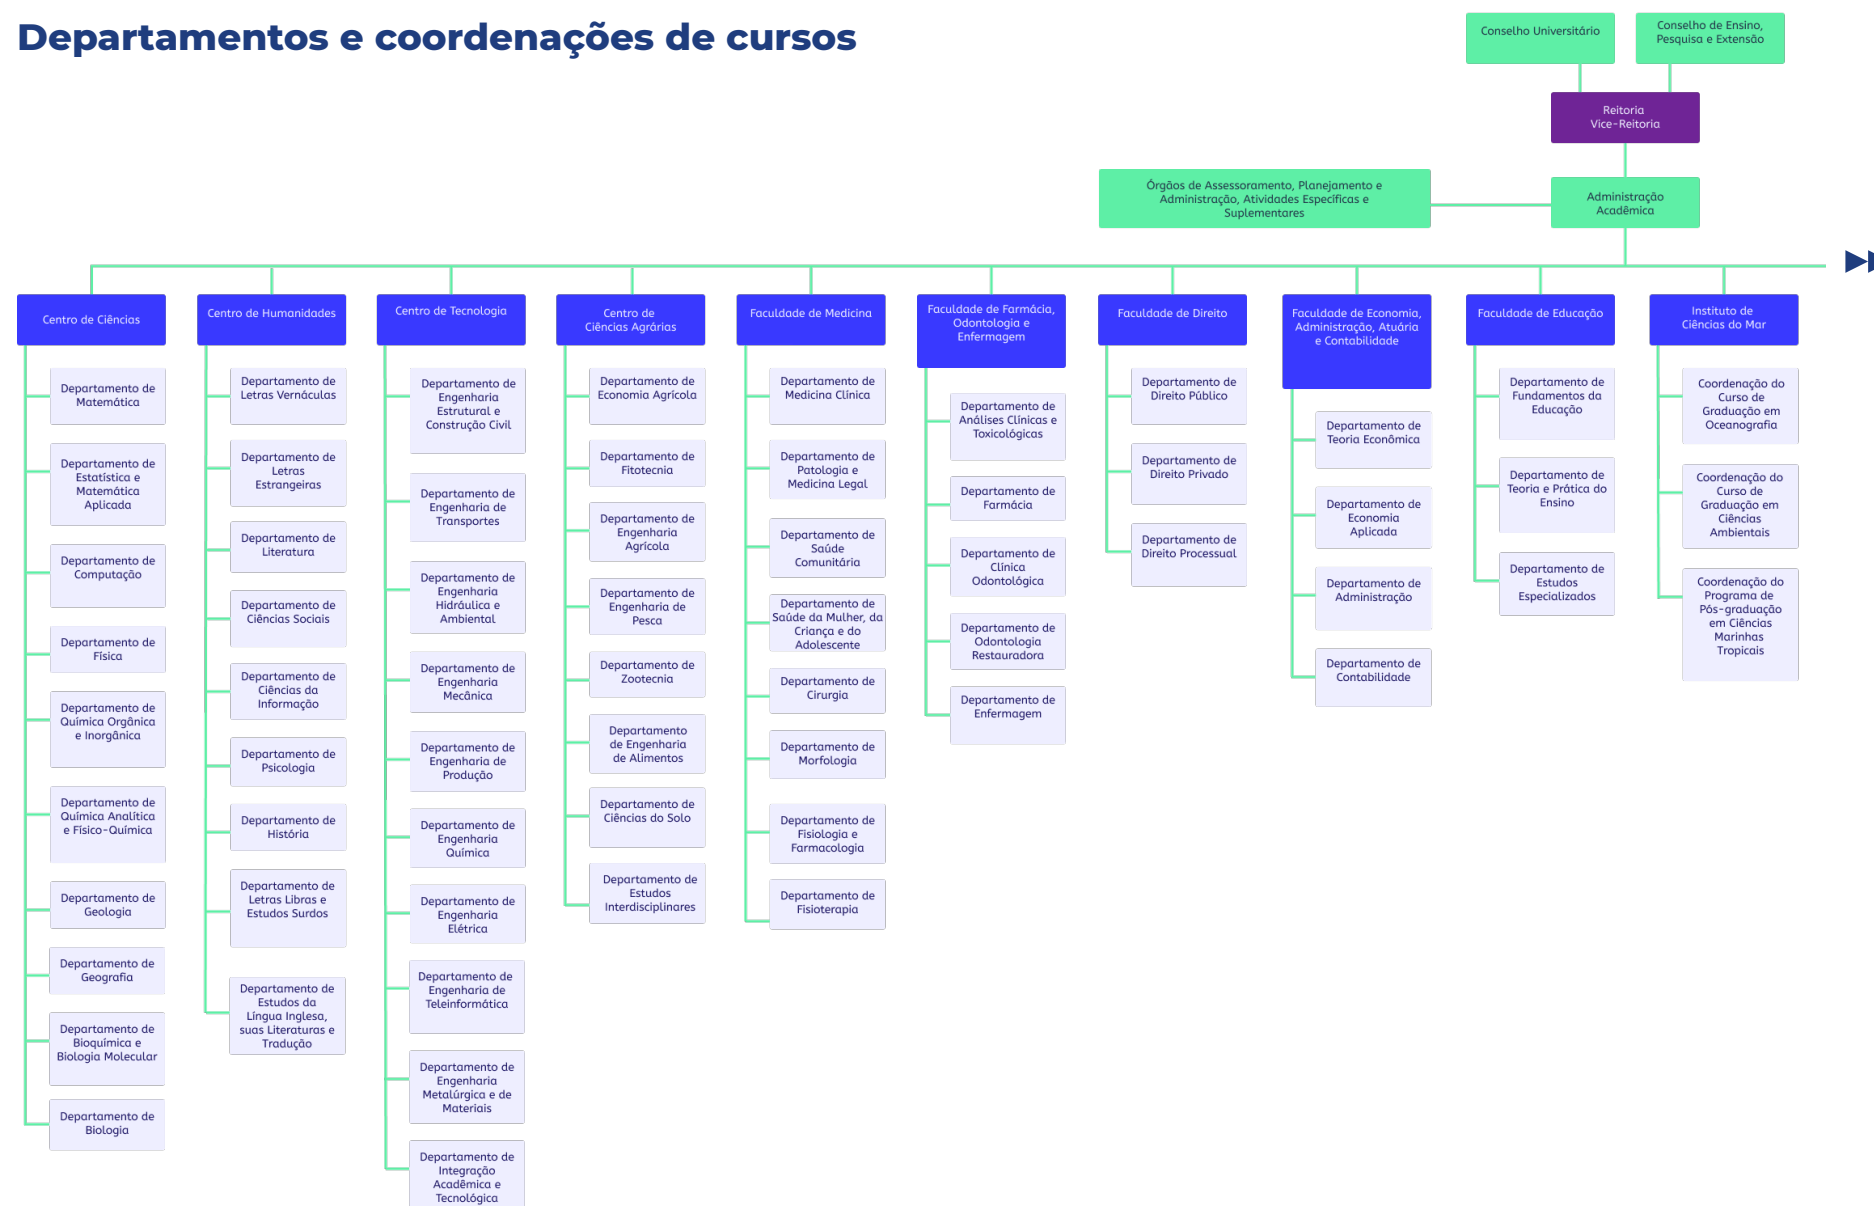 Departamentos e coordenações de cursos
Conselho Universitário
Conselho de Ensino,
Pesquisa e Extensão
Reitoria
Vice-Reitoria
Órgãos de Assessoramento, Planejamento e
Administração, Atividades Específicas e
Suplementares
Administração
Acadêmica
Centro de Ciências
Departamento de
Matemática
Departamento de
Estatística e
Matemática
Aplicada
Departamento de
Computação
Departamento de
Física
Departamento de
Química Orgânica
e Inorgânica
Departamento de
Química Analítica
e Físico-Química
Departamento de
Geologia
Departamento de
Geografia
Departamento de
Bioquímica e
Biologia Molecular
Departamento de
Biologia
Centro de Humanidades
Departamento de
Letras Vernáculas
Departamento de
Letras
Estrangeiras
Departamento de
Literatura
Departamento de
Ciências Sociais
Departamento de
Ciências da
Informação
Departamento de
Psicologia
Departamento de
História
Departamento de
Letras Libras e
Estudos Surdos
Departamento de
Estudos da
Língua Inglesa,
suas Literaturas e
Tradução
Centro de Tecnologia
Departamento de
Engenharia
Estrutural e
Construção Civil
Departamento de
Engenharia de
Transportes
Departamento de
Engenharia
Hidráulica e
Ambiental
Departamento de
Engenharia
Mecânica
Departamento de
Engenharia de
Produção
Departamento de
Engenharia
Química
Departamento de
Engenharia
Elétrica
Departamento de
Engenharia de
Teleinformática
Departamento de
Engenharia
Metalúrgica e de
Materiais
Departamento de
Integração
Acadêmica e
Tecnológica
Centro de
Ciências Agrárias
Departamento de
Economia Agrícola
Departamento de
Fitotecnia
Departamento de
Engenharia
Agrícola
Departamento de
Engenharia de
Pesca
Departamento de
Zootecnia
Departamento
de Engenharia
de Alimentos
Departamento de
Ciências do Solo
Departamento de
Estudos
Interdisciplinares
Faculdade de Medicina
Departamento de
Medicina Clínica
Departamento de
Patologia e
Medicina Legal
Departamento de
Saúde
Comunitária
Departamento de
Saúde da Mulher, da
Criança e do
Adolescente
Departamento de
Cirurgia
Departamento de
Morfologia
Departamento de
Fisiologia e
Farmacologia
Departamento de
Fisioterapia
Faculdade de Farmácia,
Odontologia e
Enfermagem
Departamento de
Análises Clínicas e
Toxicológicas
Departamento de
Farmácia
Departamento de
Clínica
Odontológica
Departamento de
Odontologia
Restauradora
Departamento de
Enfermagem
Faculdade de Direito
Departamento de
Direito Público
Departamento de
Direito Privado
Departamento de
Direito Processual
Faculdade de Economia,
Administração, Atuária
e Contabilidade
Departamento de
Teoria Econômica
Departamento de
Economia
Aplicada
Departamento de
Administração
Departamento de
Contabilidade
Faculdade de Educação
Departamento de
Fundamentos da
Educação
Departamento de
Teoria e Prática do
Ensino
Departamento de
Estudos
Especializados
Instituto de
Ciências do Mar
Coordenação do
Curso de
Graduação em
Oceanografia
Coordenação do
Curso de
Graduação em
Ciências
Ambientais
Coordenação do
Programa de
Pós-graduação
em Ciências
Marinhas
Tropicais